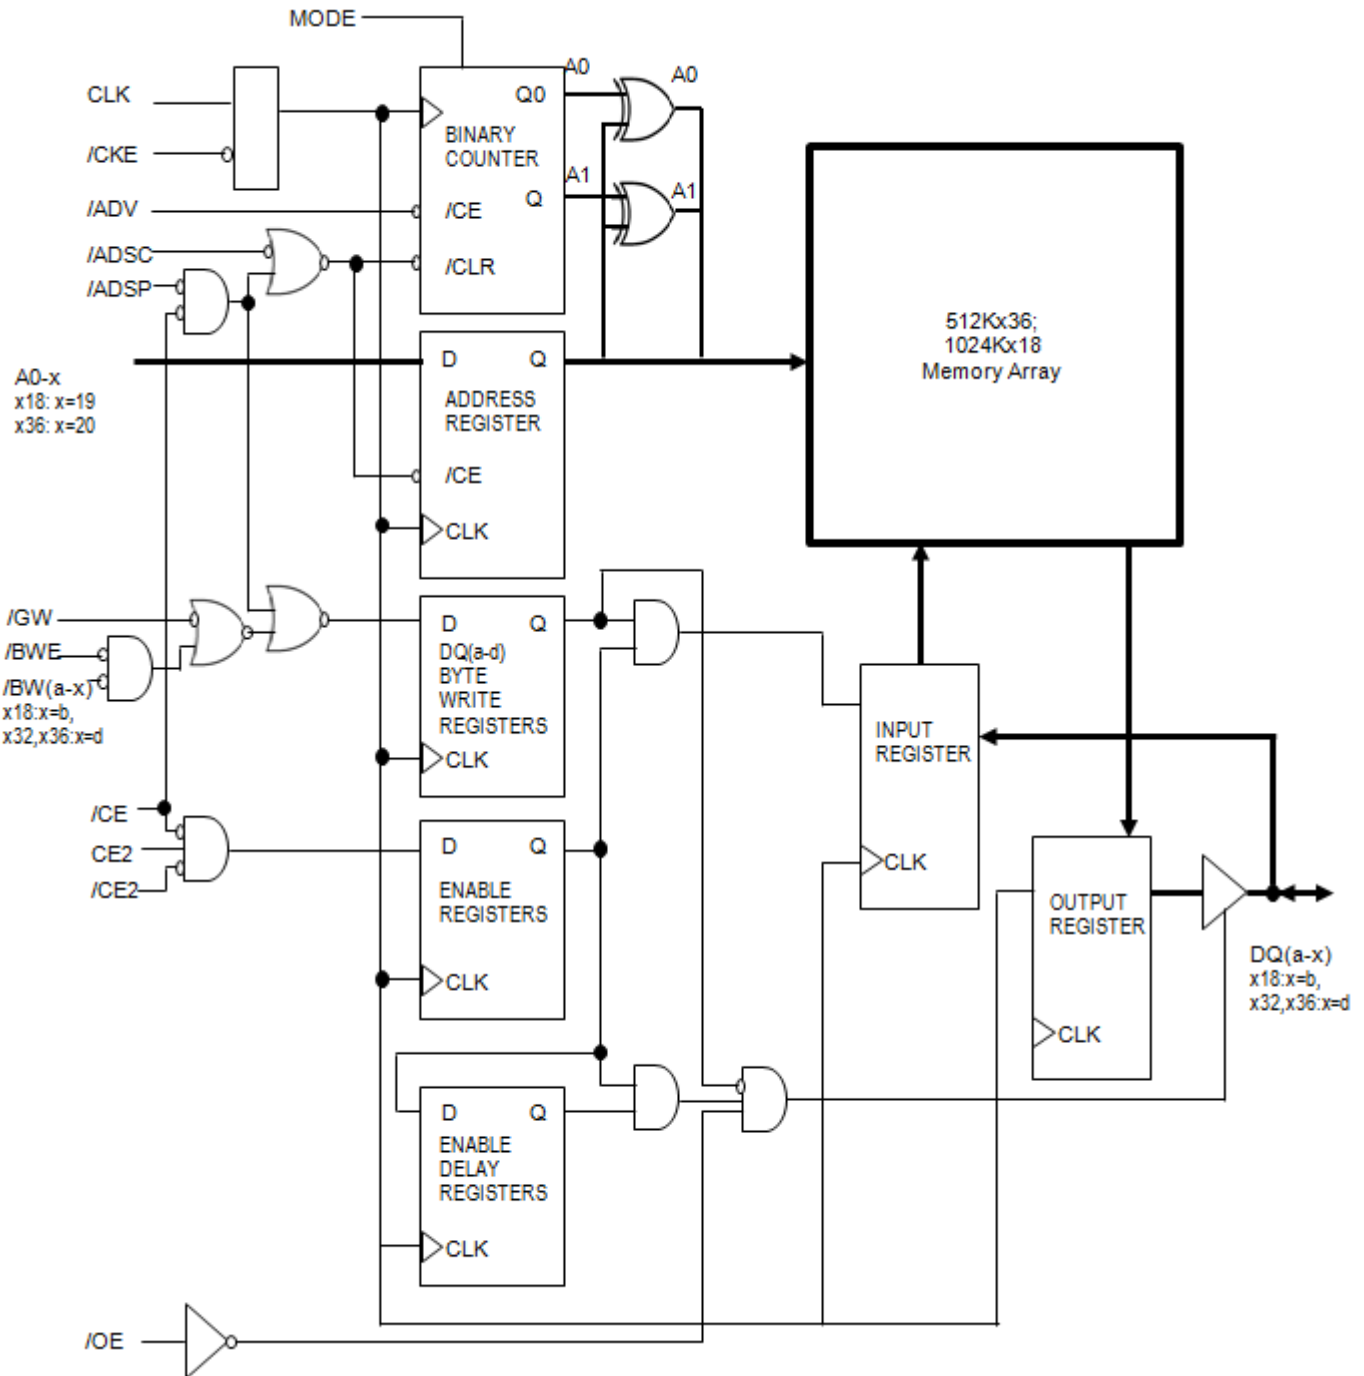 MODE
CLK
/CKE
/ADV
/ADSC
/ADSP
A0-x
x18: x=19
x36: x=20
/GW
/BWE
/BW(a-x)
x18:x=b,
x32,x36:x=d
/CE
CE2
/CE2
/OE
Q0
BINARY
COUNTER
Q
/CE
/CLR
A0
A0
A1
A1
D Q
ADDRESS
REGISTER
/CE
CLK
D Q
DQ(a-d)
BYTE
WRITE
REGISTERS
CLK
D Q
ENABLE
REGISTERS
CLK
D Q
ENABLE
DELAY
REGISTERS
CLK
512Kx36;
1024Kx18
Memory Array
INPUT
REGISTER
CLK
OUTPUT
REGISTER
CLK
DQ(a-x)
x18:x=b,
x32,x36:x=d